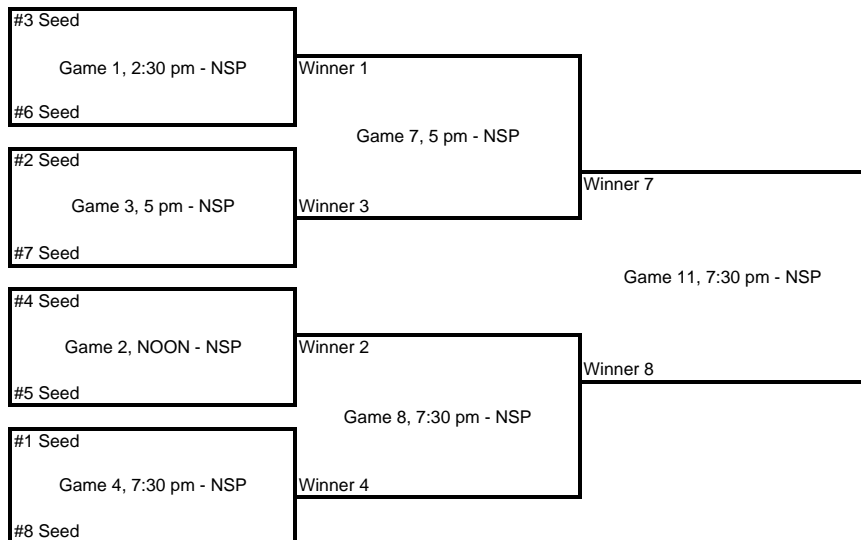 #3 Seed
Game 1, 2:30 pm - NSP
Winner 1
#6 Seed
Game 7, 5 pm - NSP
#2 Seed
Winner 7
Game 3, 5 pm - NSP
Winner 3
#7 Seed
Game 11, 7:30 pm - NSP
#4 Seed
Game 2, NOON - NSP
Winner 2
Winner 8
#5 Seed
Game 8, 7:30 pm - NSP
#1 Seed
Game 4, 7:30 pm - NSP
Winner 4
#8 Seed